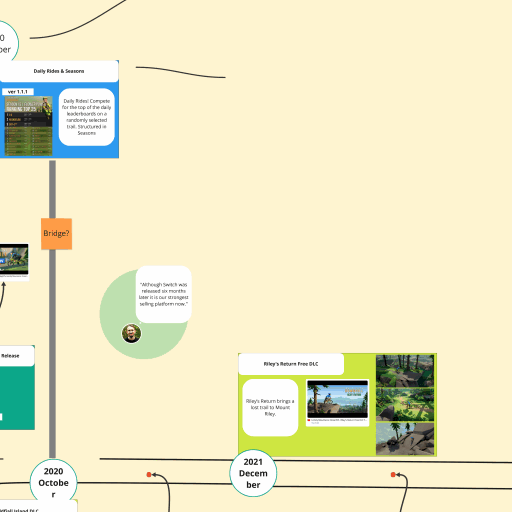 0
ber
Daily Rides & Seasons
ver 1.1.1
Daily Rides! Compete
for the top of the daily
leaderboards on a
randomly selected
trail. Structured in
Seasons
Bridge?
"Although Switch was
released six months
later it is our strongest
selling platform now."
Release
Riley's Return Free DLC
Riley's Return brings a
lost trail to Mount
Riley.
2020
Octobe
r
2021
Decem
ber
Island DLC